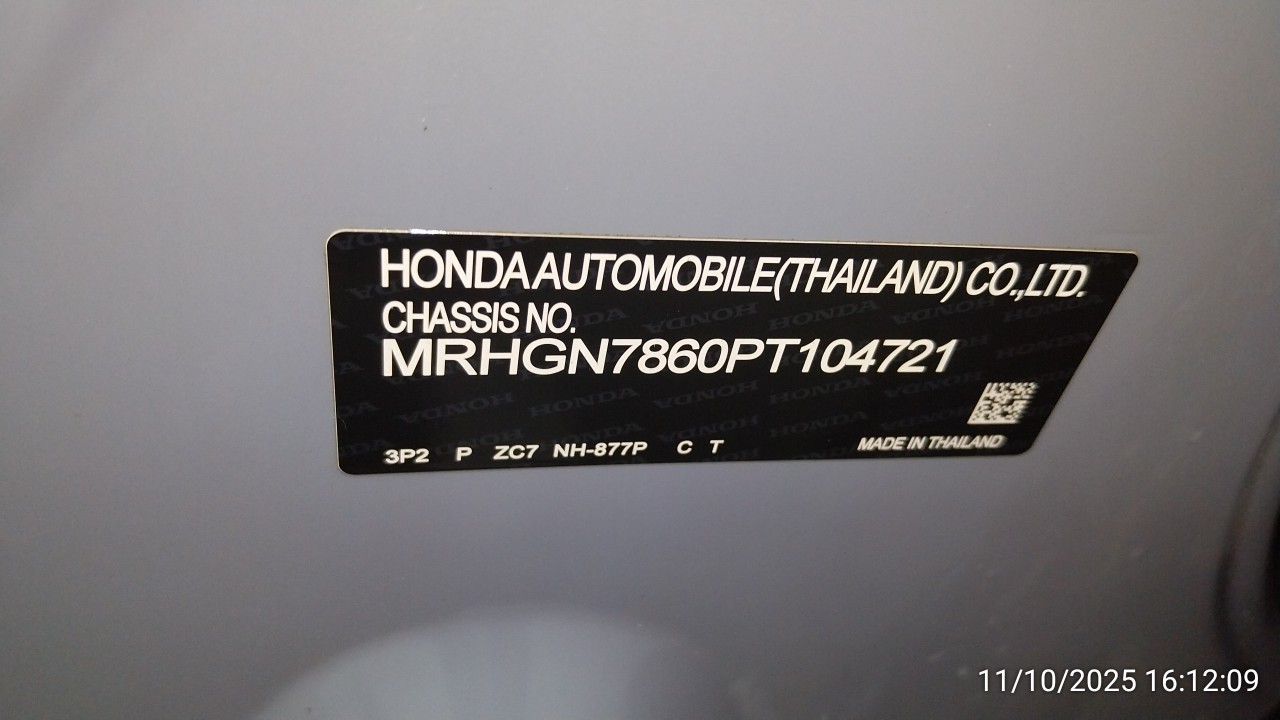 HONDA AUTOMOBILE (THAILAND) CO.,LTD.
CHASSIS NO.
MRHGN7860PT104721
3P2 P ZC7 NH-877P C T MADE IN THAILAND
11/10/2025 16:12:09